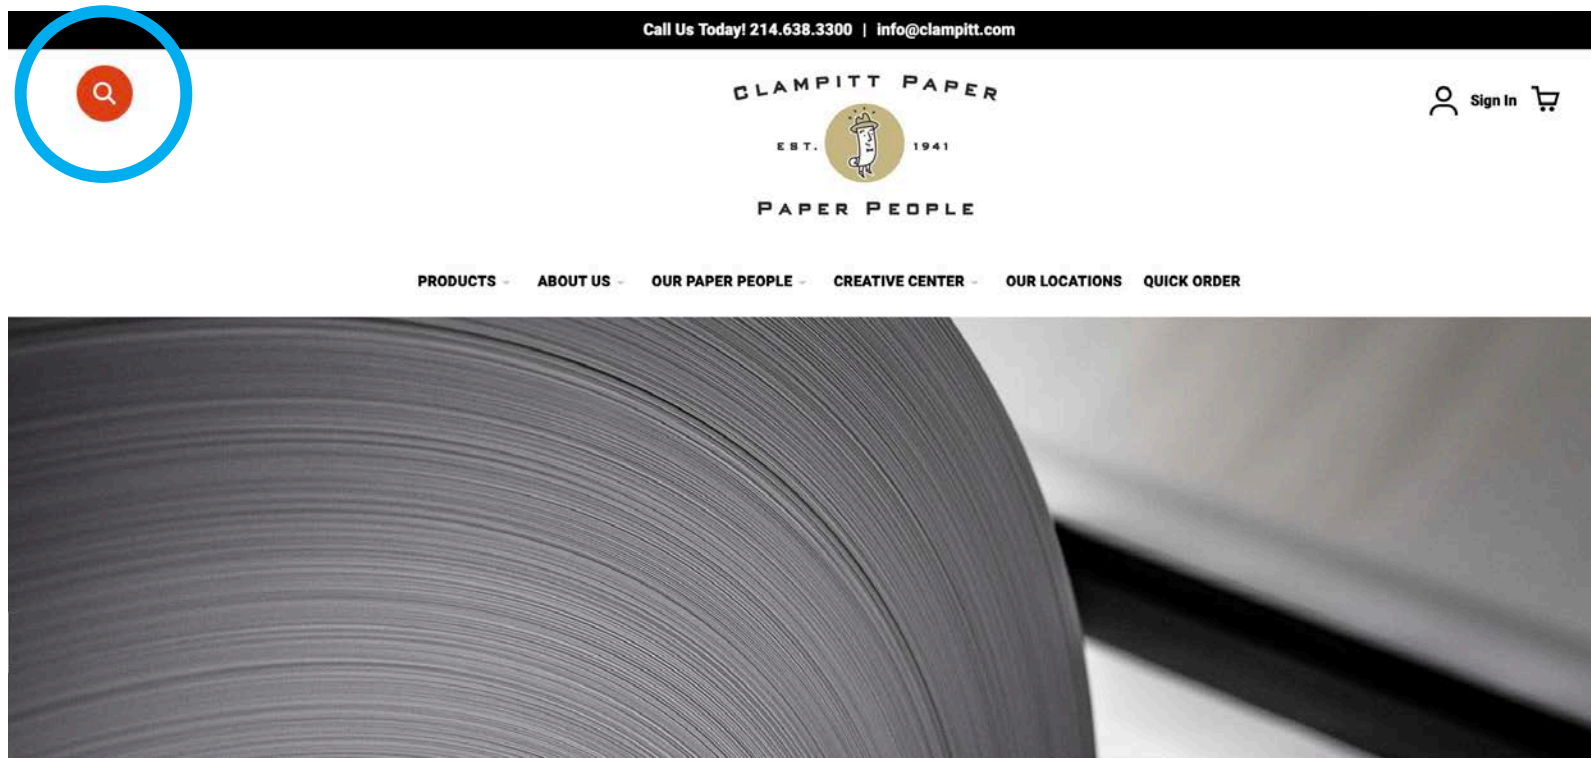 Call Us Today! 214.638.3300 | info@clampitt.com
CLAMPITT PAPER
Sign In
EST. 1941
PAPER PEOPLE
PRODUCTS ABOUT US OUR PAPER PEOPLE CREATIVE CENTER OUR LOCATIONS QUICK ORDER